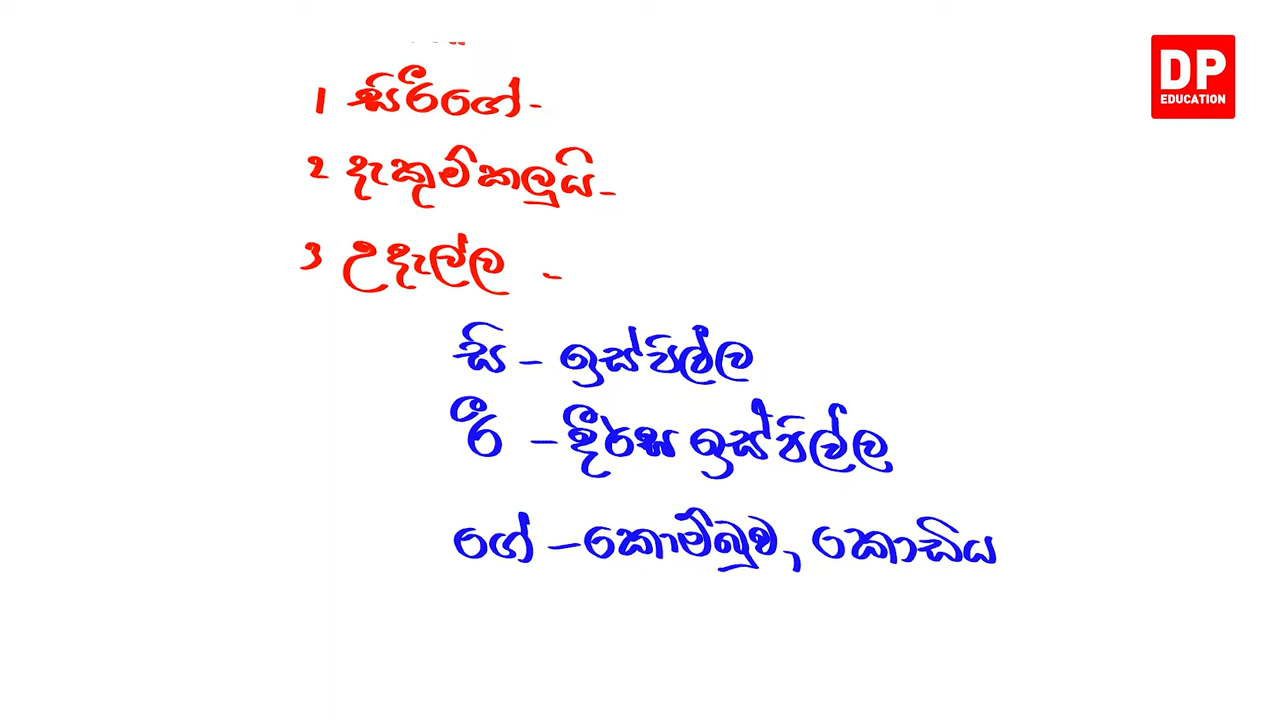 DP
EDUCATION
1 සිරීගේ -
2 දැකුම්කලුයි -
3 උදැල්ල -
සි - ඉස්පිල්ල
රී - දීර්ඝ ඉස්පිල්ල
ගේ - කොම්බුව, කොඩිය